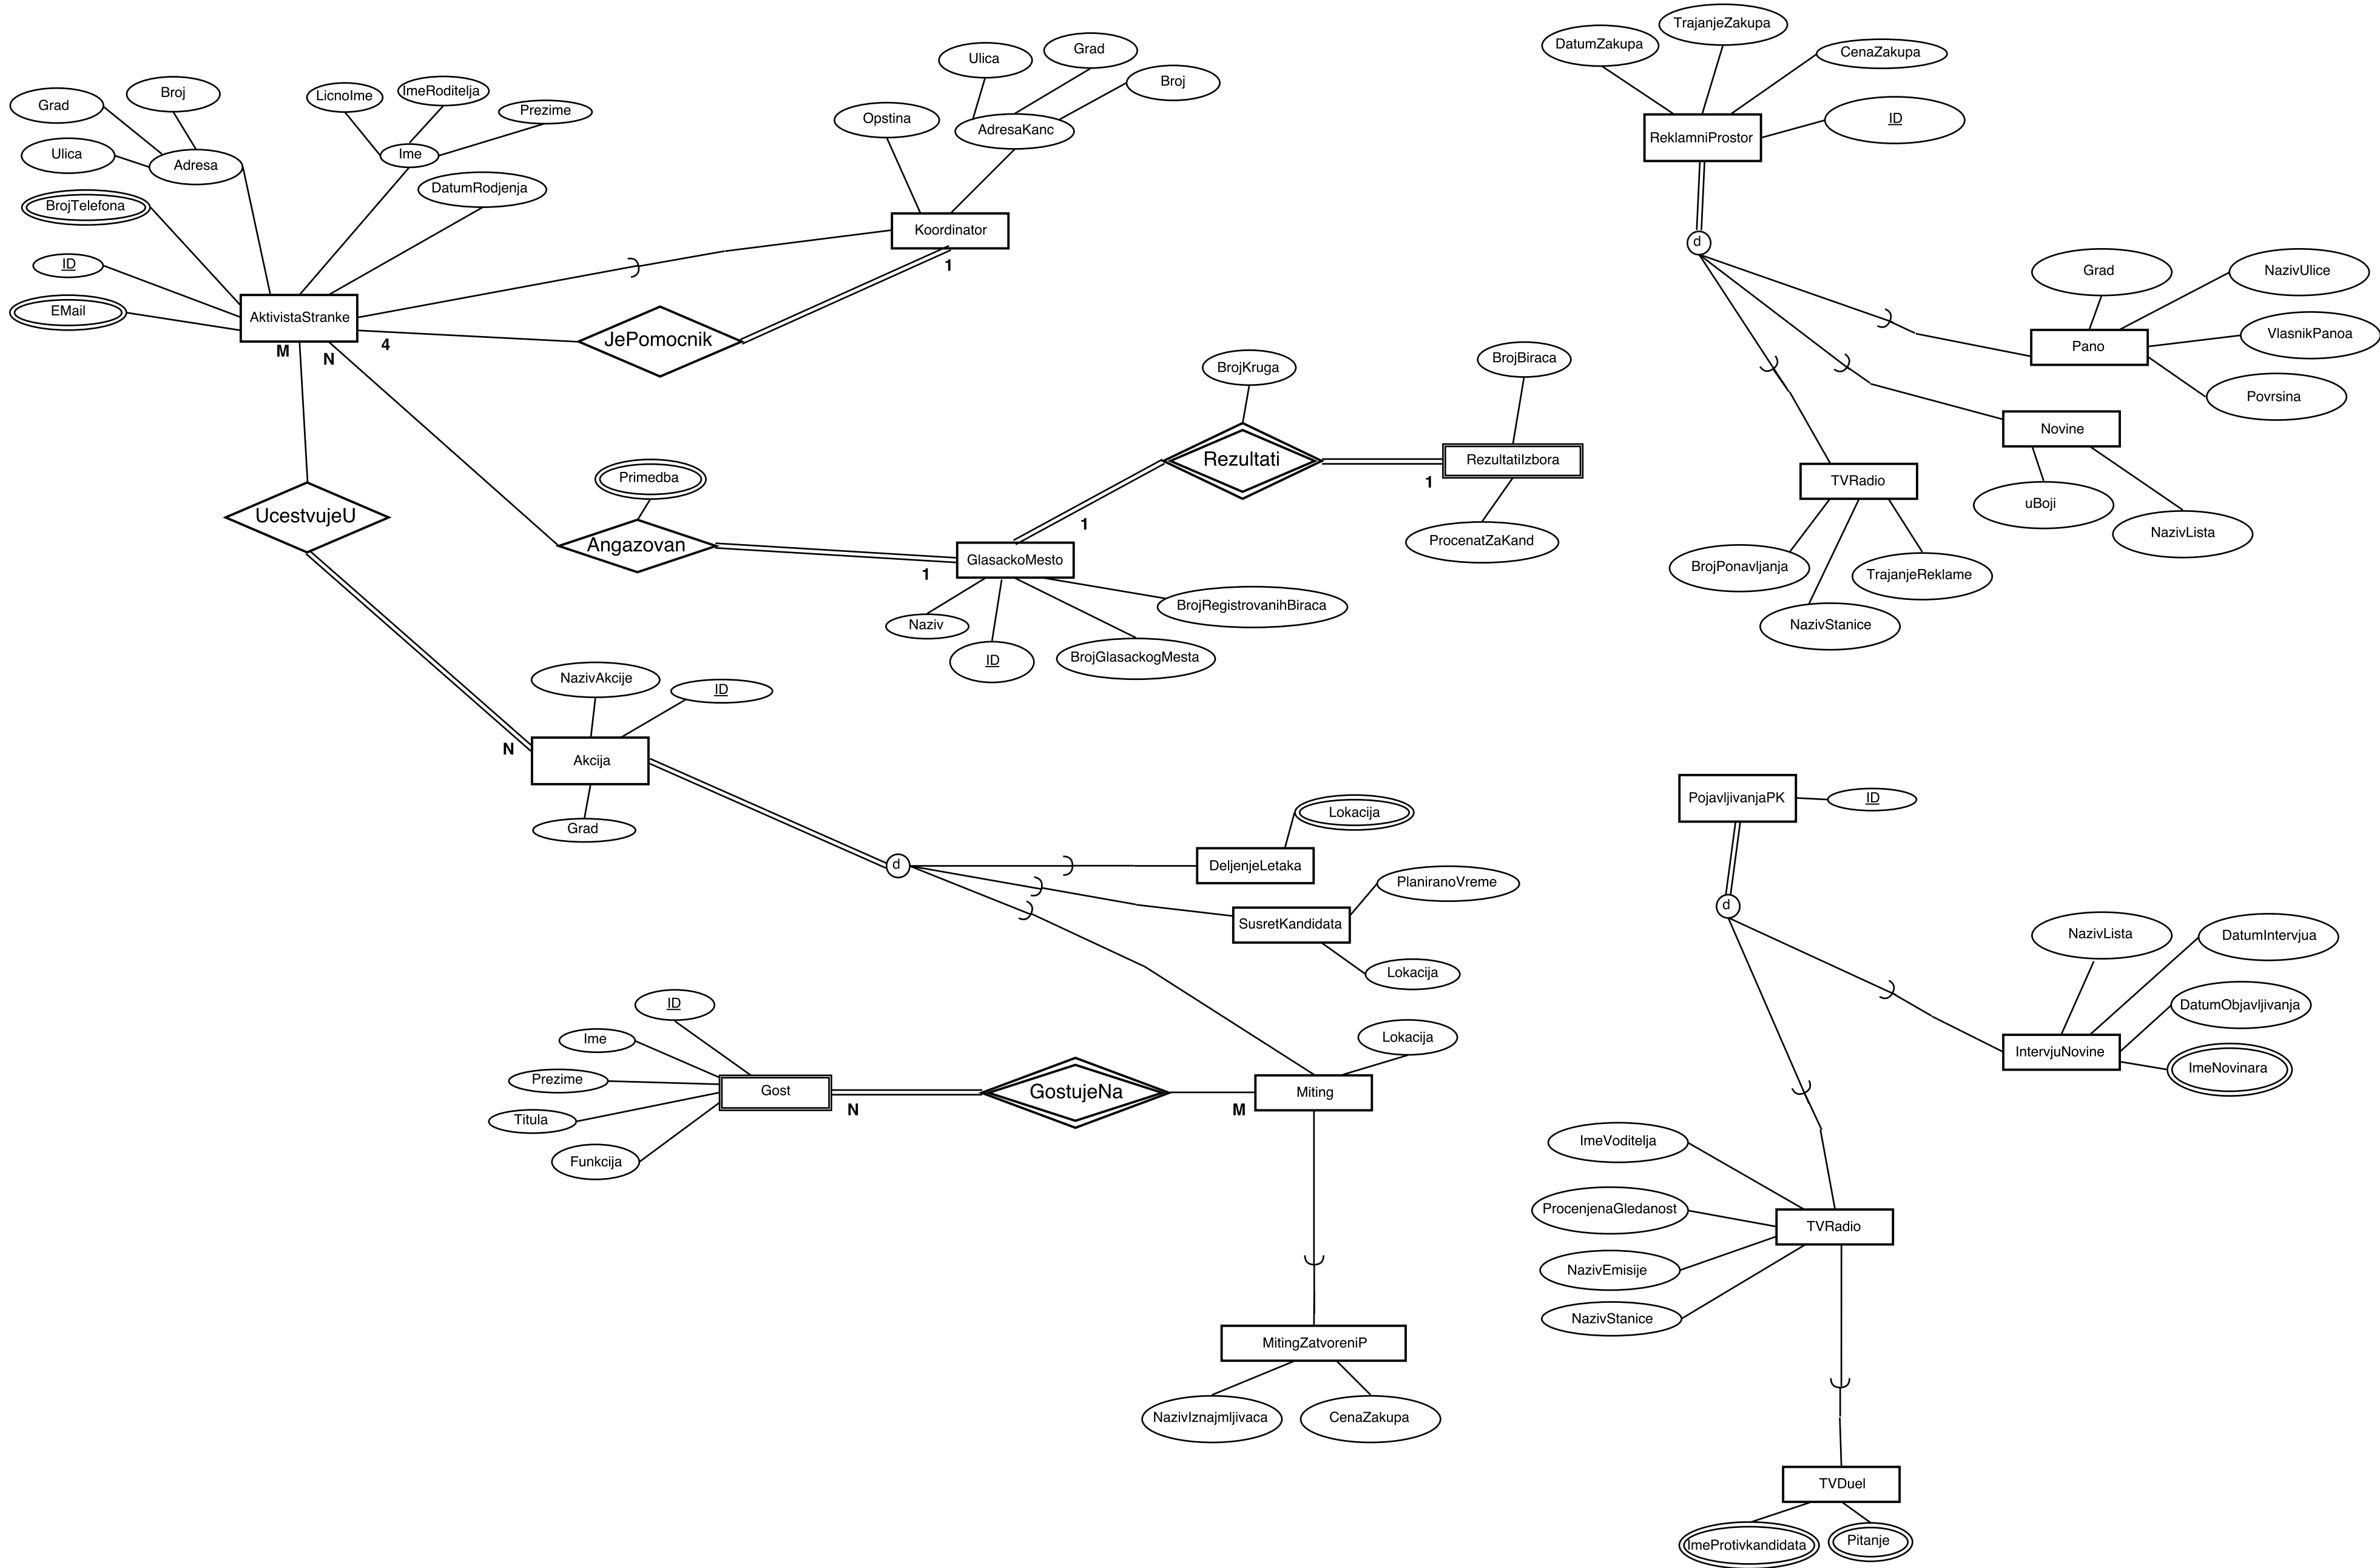 TrajanjeZakupa
DatumZakupa
CenaZakupa
ID
ReklamniProstor
d
Grad
Broj
Ulica
Adresa
BrojTelefona
ID
EMail
LicnoIme
ImeRoditelja
Prezime
Ime
DatumRodjenja
AktivistaStranke
M
N
4
Ulica
Grad
Broj
Opstina
AdresaKanc
Koordinator
1
JePomocnik
Grad
NazivUlice
VlasnikPanoa
Pano
Povrsina
Novine
uBoji
NazivLista
TVRadio
BrojPonavljanja
TrajanjeReklame
NazivStanice
BrojKruga
BrojBiraca
Rezultati
RezultatiIzbora
1
1
ProcenatZaKand
Primedba
UcestvujeU
Angazovan
1
GlasackoMesto
BrojRegistrovanihBiraca
Naziv
ID
BrojGlasackogMesta
NazivAkcije
ID
N
Akcija
Grad
d
Lokacija
DeljenjeLetaka
PlaniranoVreme
SusretKandidata
Lokacija
ID
Ime
Prezime
Titula
Funkcija
Gost
N
GostujeNa
M
Miting
Lokacija
MitingZatvoreniP
NazivIznajmljivaca
CenaZakupa
PojavljivanjaPK
ID
d
NazivLista
DatumIntervjua
DatumObjavljivanja
IntervjuNovine
ImeNovinara
ImeVoditelja
ProcenjenaGledanost
TVRadio
NazivEmisije
NazivStanice
TVDuel
ImeProtivkandidata
Pitanje